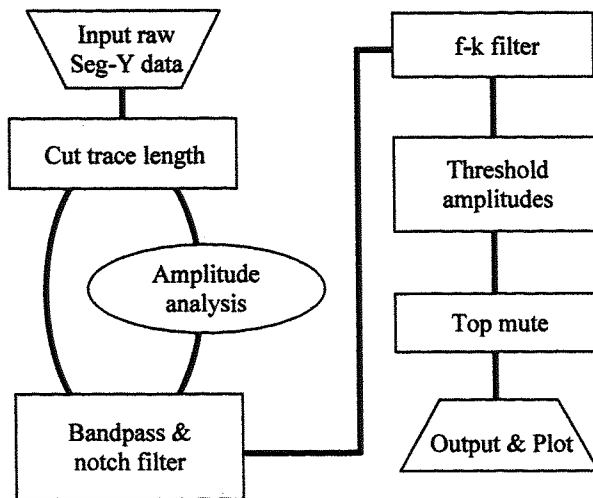 Input raw
Seg-Y data
Cut trace length
Amplitude
analysis
Bandpass &
notch filter
f-k filter
Threshold
amplitudes
Top mute
Output & Plot